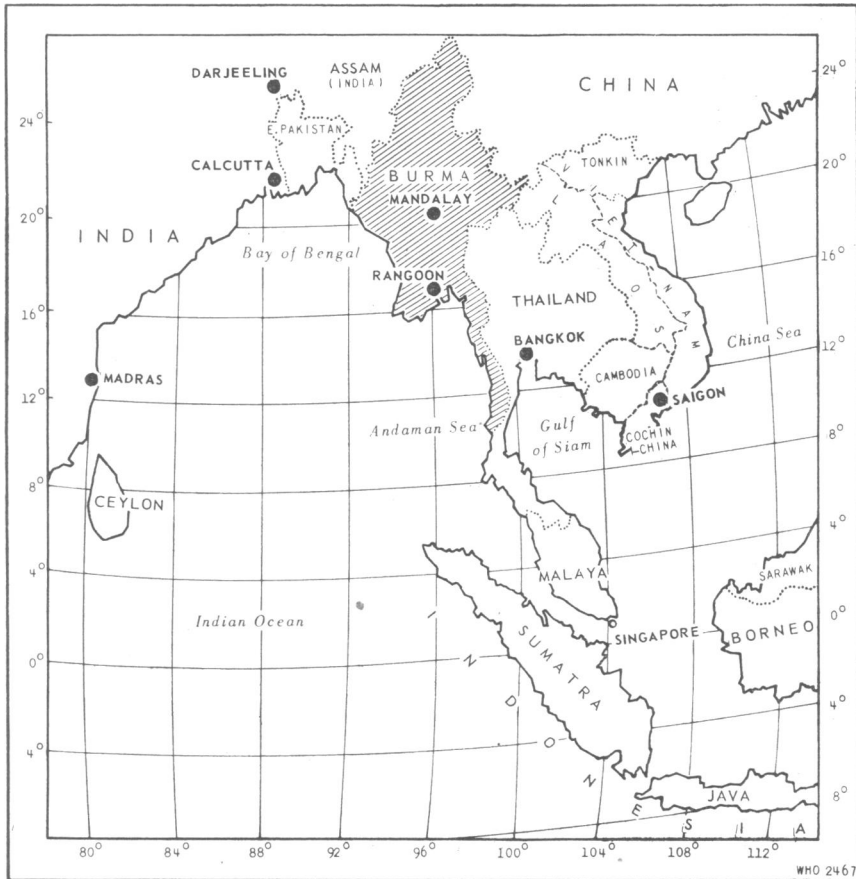 DARJEELING
ASSAM
(INDIA)
CHINA
24°
24°
E. PAKISTAN
TONKIN
CALCUTTA
BURMA
20°
MANDALAY
20°
INDIA
Bay of Bengal
LAOS
VIETNAM
RANGOON
16°
16°
THAILAND
China Sea
BANGKOK
12°
MADRAS
CAMBODIA
12°
SAIGON
Andaman Sea
Gulf
of Siam
COCHIN
CHINA
8°
8°
CEYLON
4°
4°
MALAYA
SARAWAK
0°
Indian Ocean
SINGAPORE
BORNEO
SUMATRA
0°
4°
4°
INDONESIA
JAVA
8°
80°
84°
88°
92°
96°
100°
104°
108°
112°
WHO 2467